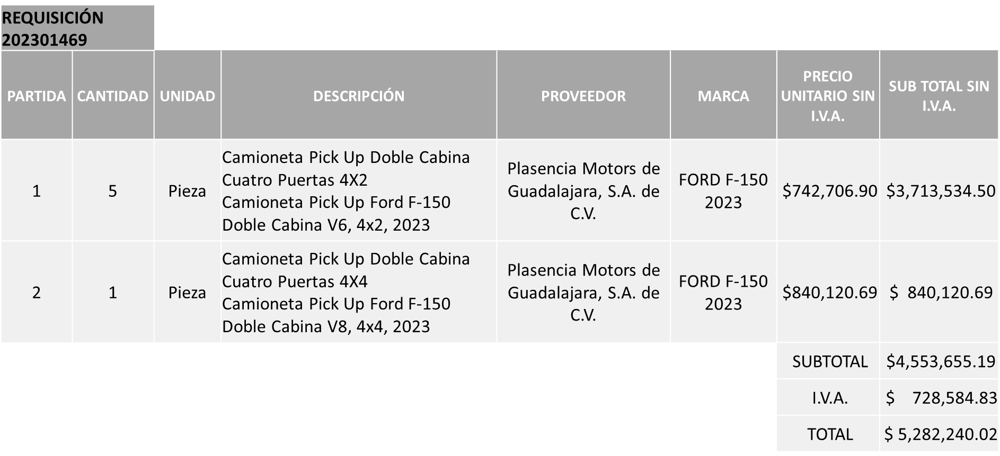 REQUISICIÓN
202301469
PARTIDA
CANTIDAD
UNIDAD
DESCRIPCIÓN
PROVEEDOR
MARCA
PRECIO
UNITARIO SIN
I.V.A.
SUB TOTAL SIN
I.V.A.
1
5
Pieza
Camioneta Pick Up Doble Cabina
Cuatro Puertas 4X2
Camioneta Pick Up Ford F-150
Doble Cabina V6, 4x2, 2023
Plasencia Motors de
Guadalajara, S.A. de
C.V.
FORD F-150
2023
$742,706.90
$3,713,534.50
2
1
Pieza
Camioneta Pick Up Doble Cabina
Cuatro Puertas 4X4
Camioneta Pick Up Ford F-150
Doble Cabina V8, 4x4, 2023
Plasencia Motors de
Guadalajara, S.A. de
C.V.
FORD F-150
2023
$840,120.69
$ 840,120.69
SUBTOTAL
$4,553,655.19
I.V.A.
$ 728,584.83
TOTAL
$ 5,282,240.02